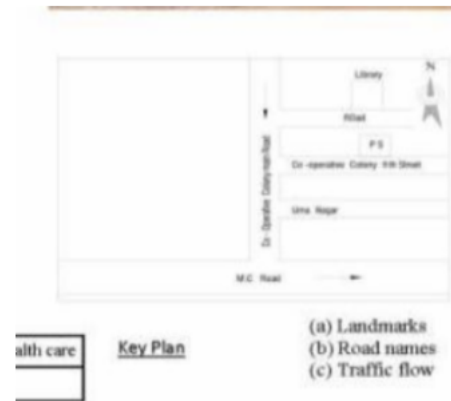 N
Library
Road
P S
Co - operative Colony 11th Street
Uma Nagar
Co - Operative Colony main Road
M.C. Road
alth care
Key Plan
(a) Landmarks
(b) Road names
(c) Traffic flow